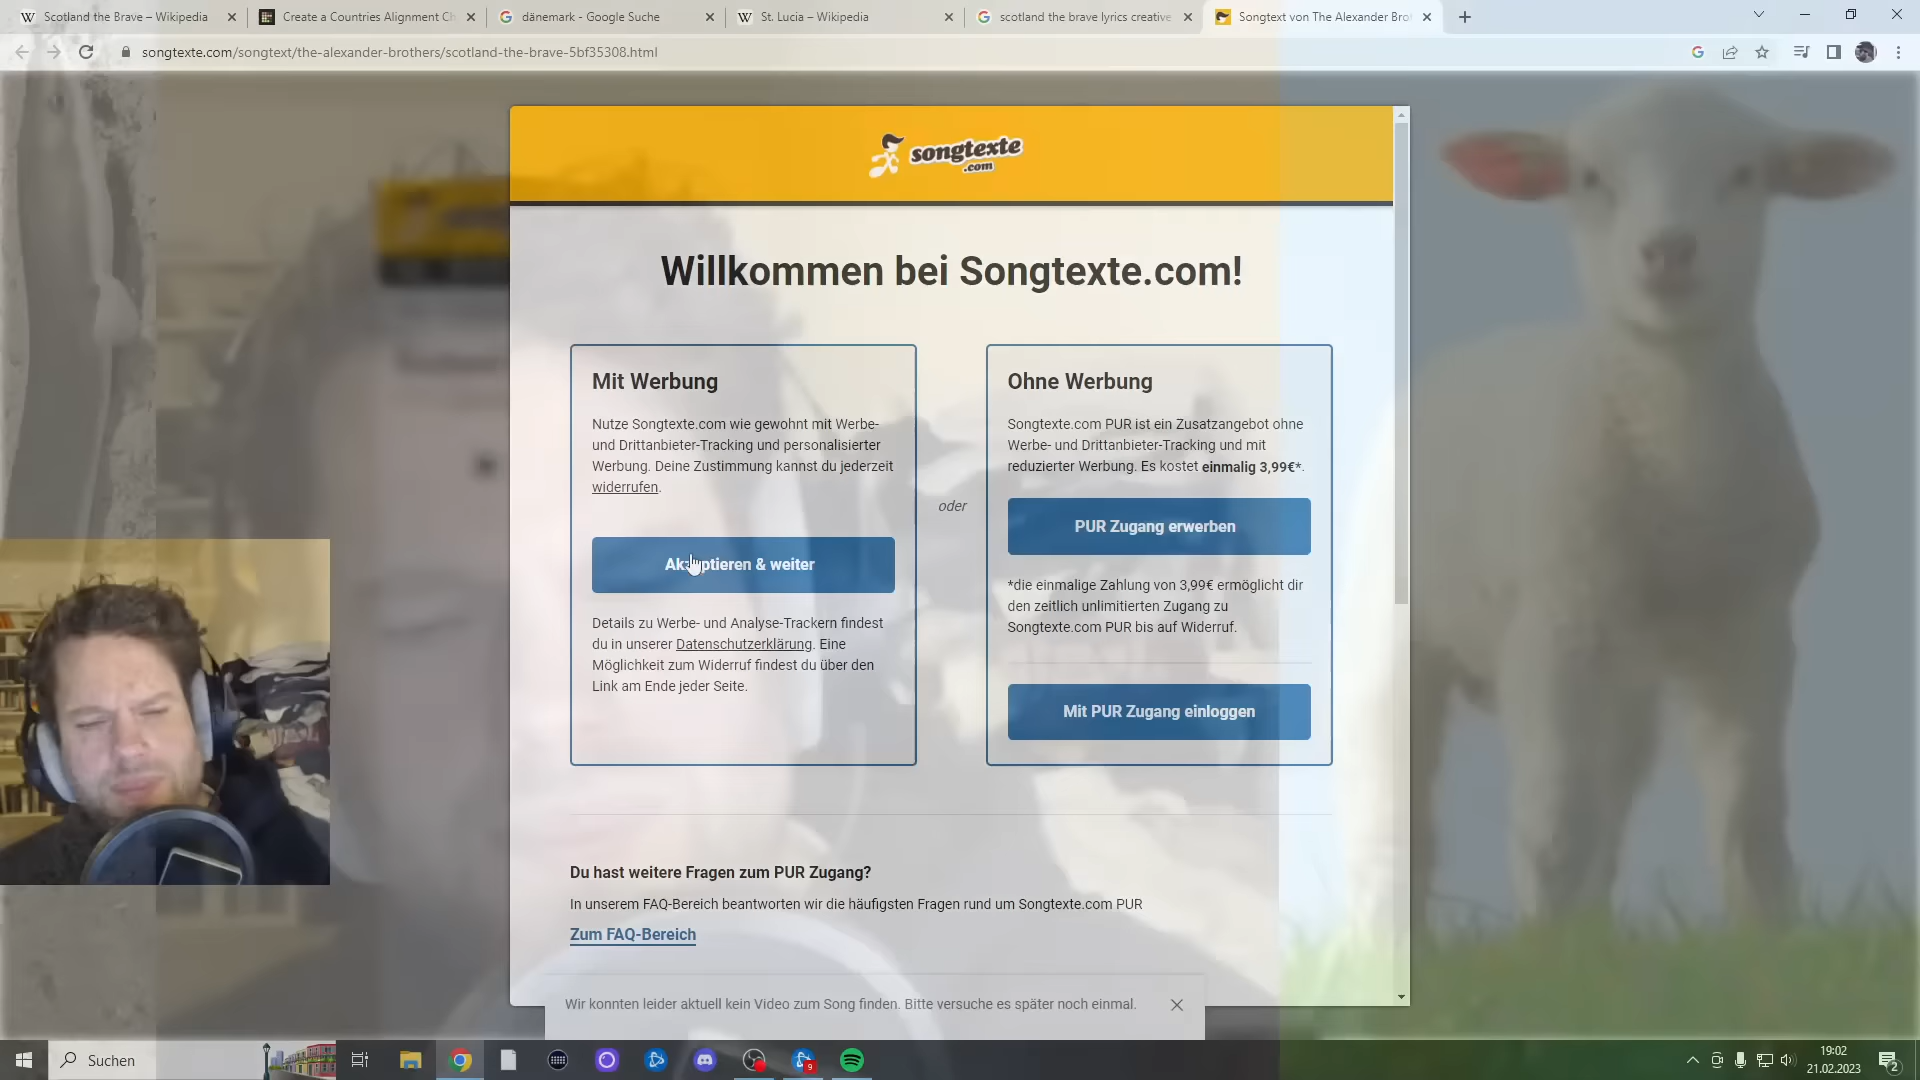 Scotland the Brave – Wikipedia
Create a Countries Alignment Ch
dänemark - Google Suche
St. Lucia – Wikipedia
scotland the brave lyrics creative
Songtext von The Alexander Bro
songtexte.com/songtext/the-alexander-brothers/scotland-the-brave-5bf35308.html
songtexte
.com
Willkommen bei Songtexte.com!
Mit Werbung
Nutze Songtexte.com wie gewohnt mit Werbe-
und Drittanbieter-Tracking und personalisierter
Werbung. Deine Zustimmung kannst du jederzeit
widerrufen.
Akzeptieren & weiter
Details zu Werbe- und Analyse-Trackern findest
du in unserer Datenschutzerklärung. Eine
Möglichkeit zum Widerruf findest du über den
Link am Ende jeder Seite.
oder
Ohne Werbung
Songtexte.com PUR ist ein Zusatzangebot ohne
Werbe- und Drittanbieter-Tracking und mit
reduzierter Werbung. Es kostet einmalig 3,99€*.
PUR Zugang erwerben
*die einmalige Zahlung von 3,99€ ermöglicht dir
den zeitlich unlimitierten Zugang zu
Songtexte.com PUR bis auf Widerruf.
Mit PUR Zugang einloggen
Du hast weitere Fragen zum PUR Zugang?
In unserem FAQ-Bereich beantworten wir die häufigsten Fragen rund um Songtexte.com PUR
Zum FAQ-Bereich
Wir konnten leider aktuell kein Video zum Song finden. Bitte versuche es später noch einmal.
Suchen
9
19:02
21.02.2023
2